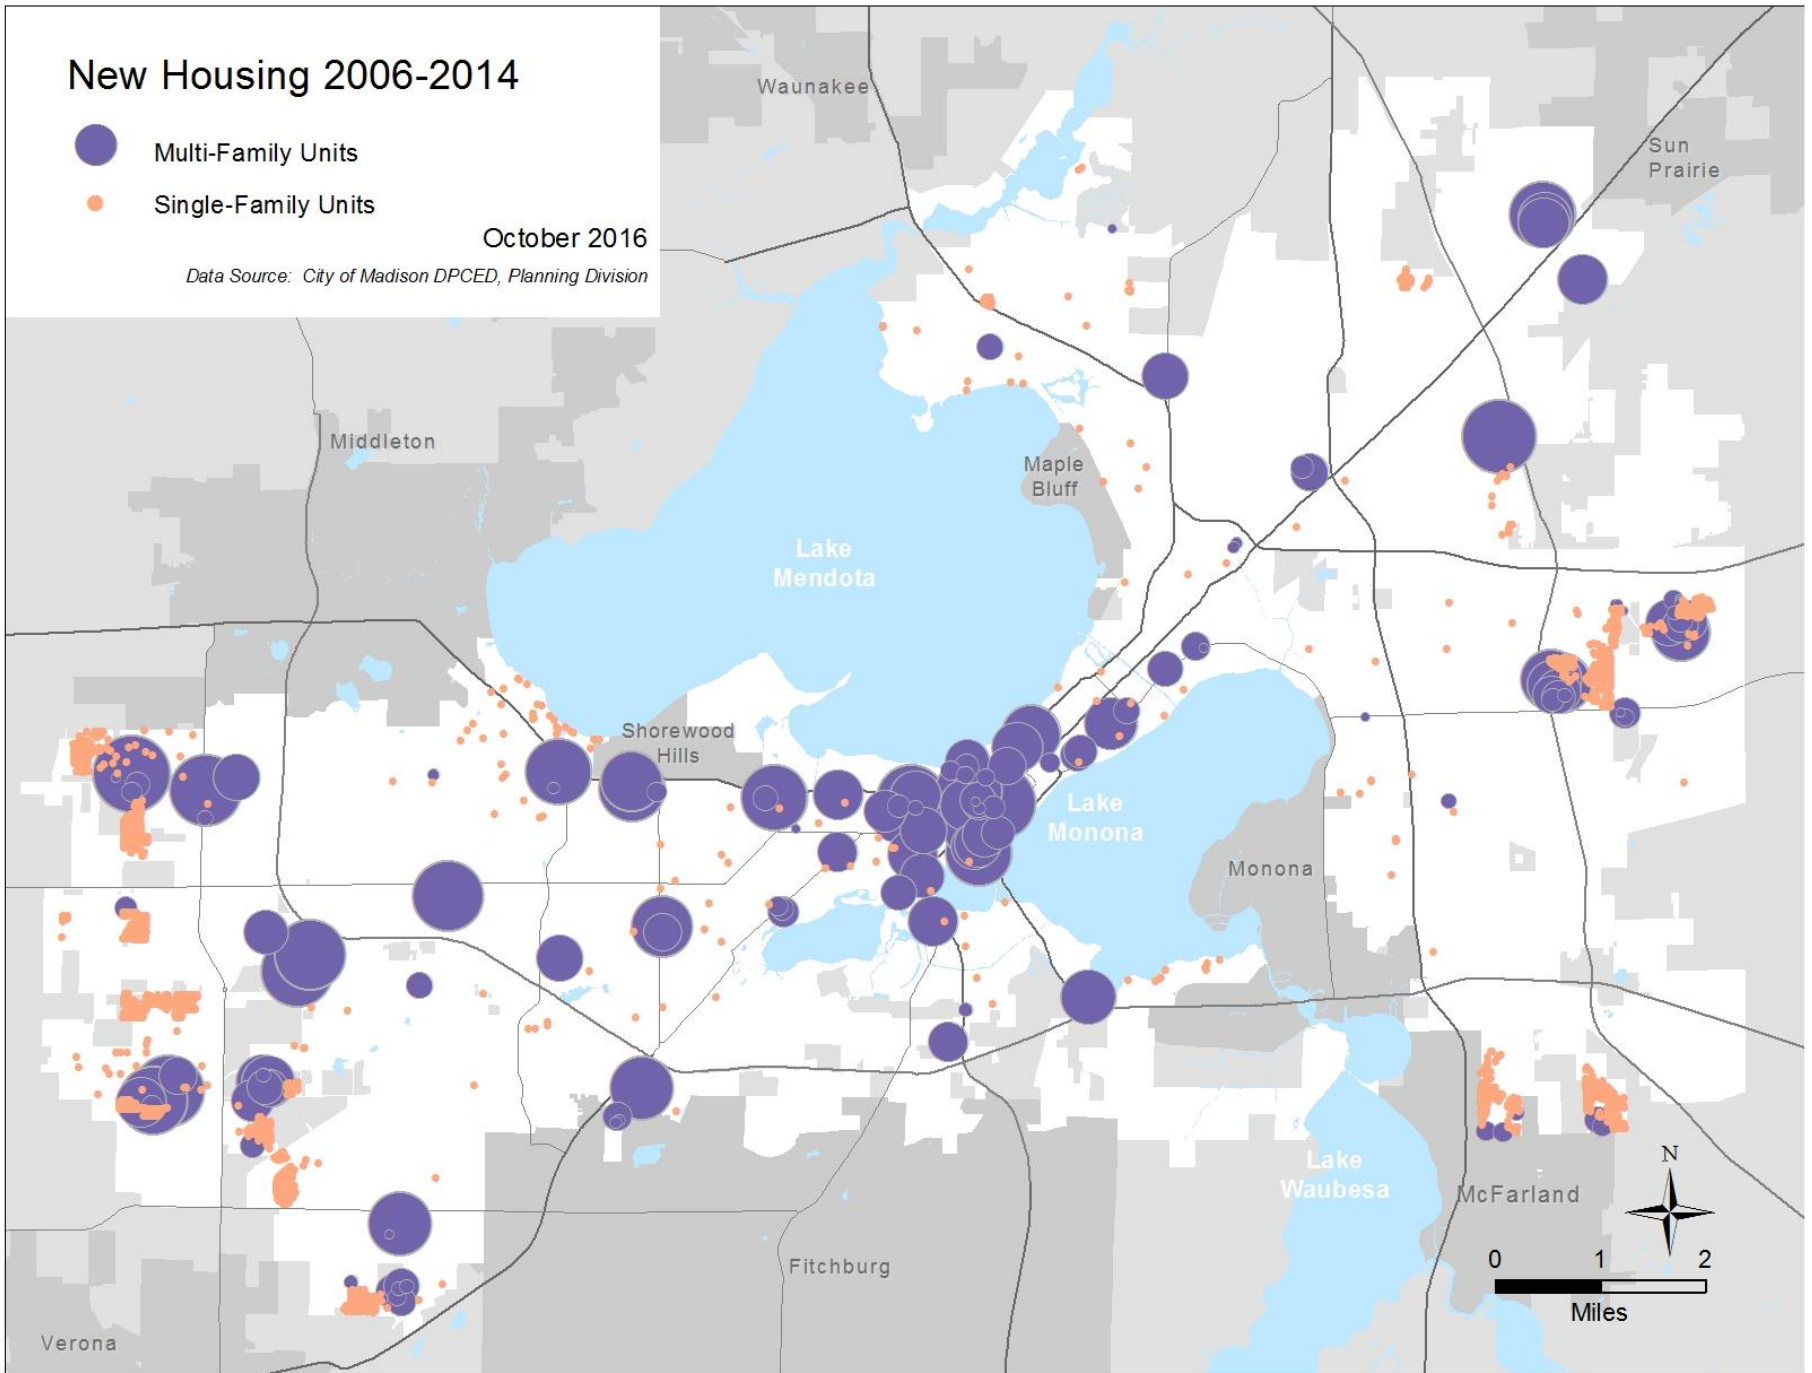 New Housing 2006-2014
Multi-Family Units
Single-Family Units
October 2016
Data Source: City of Madison DPCED, Planning Division
Waunakee
Sun
Prairie
Middleton
Maple
Bluff
Lake
Mendota
Shorewood
Hills
Lake
Monona
Monona
Lake
Waubesa
McFarland
Fitchburg
Verona
N
0 1 2
Miles